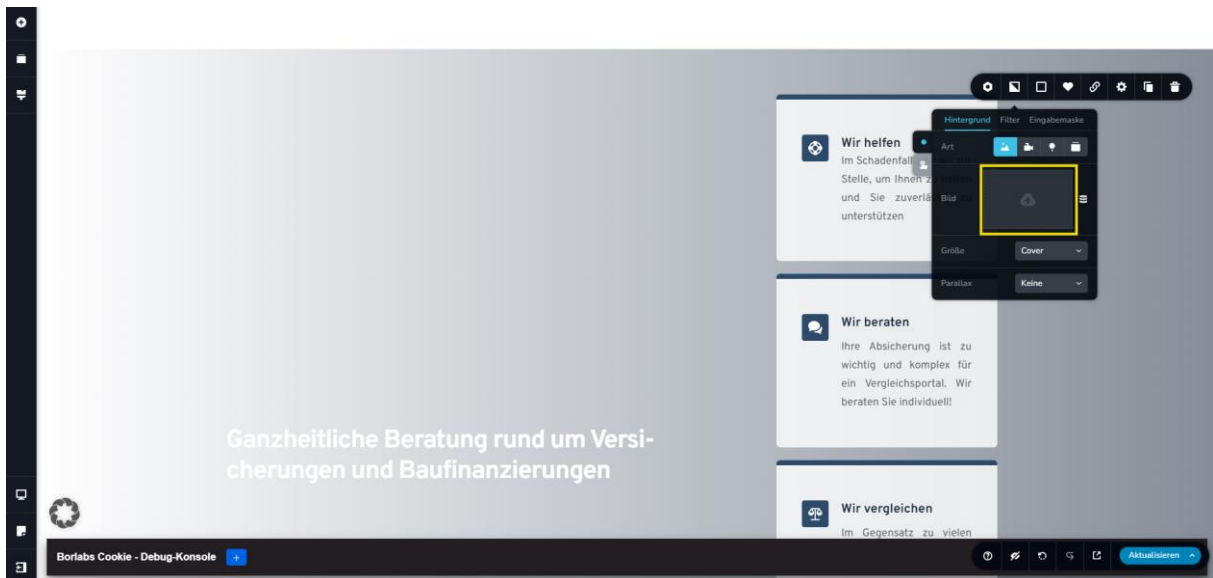 Hintergrund Filter Eingabemaske
Art
Bild
Größe Cover
Parallax Keine
Wir helfen
Im Schadenfall
Stelle, um Ihnen
und Sie
unterstützen
Wir beraten
Ihre Absicherung ist zu
wichtig und komplex für
ein Vergleichsportal. Wir
beraten Sie individuell!
Ganzheitliche Beratung rund um Versi-
cherungen und Baufinanzierungen
Wir vergleichen
Im Gegensatz zu vielen
Borlabs Cookie - Debug-Konsole +
Aktualisieren